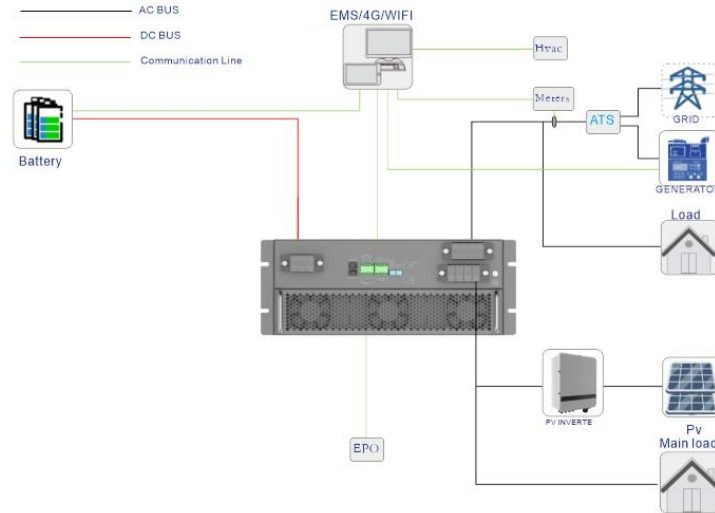 AC BUS
EMS/4G/WIFI
DC BUS
Communication Line
Hvac
Meters
ATS
GRID
Battery
GENERATOR
Load
PV INVERTE
EPO
Pv
Main load